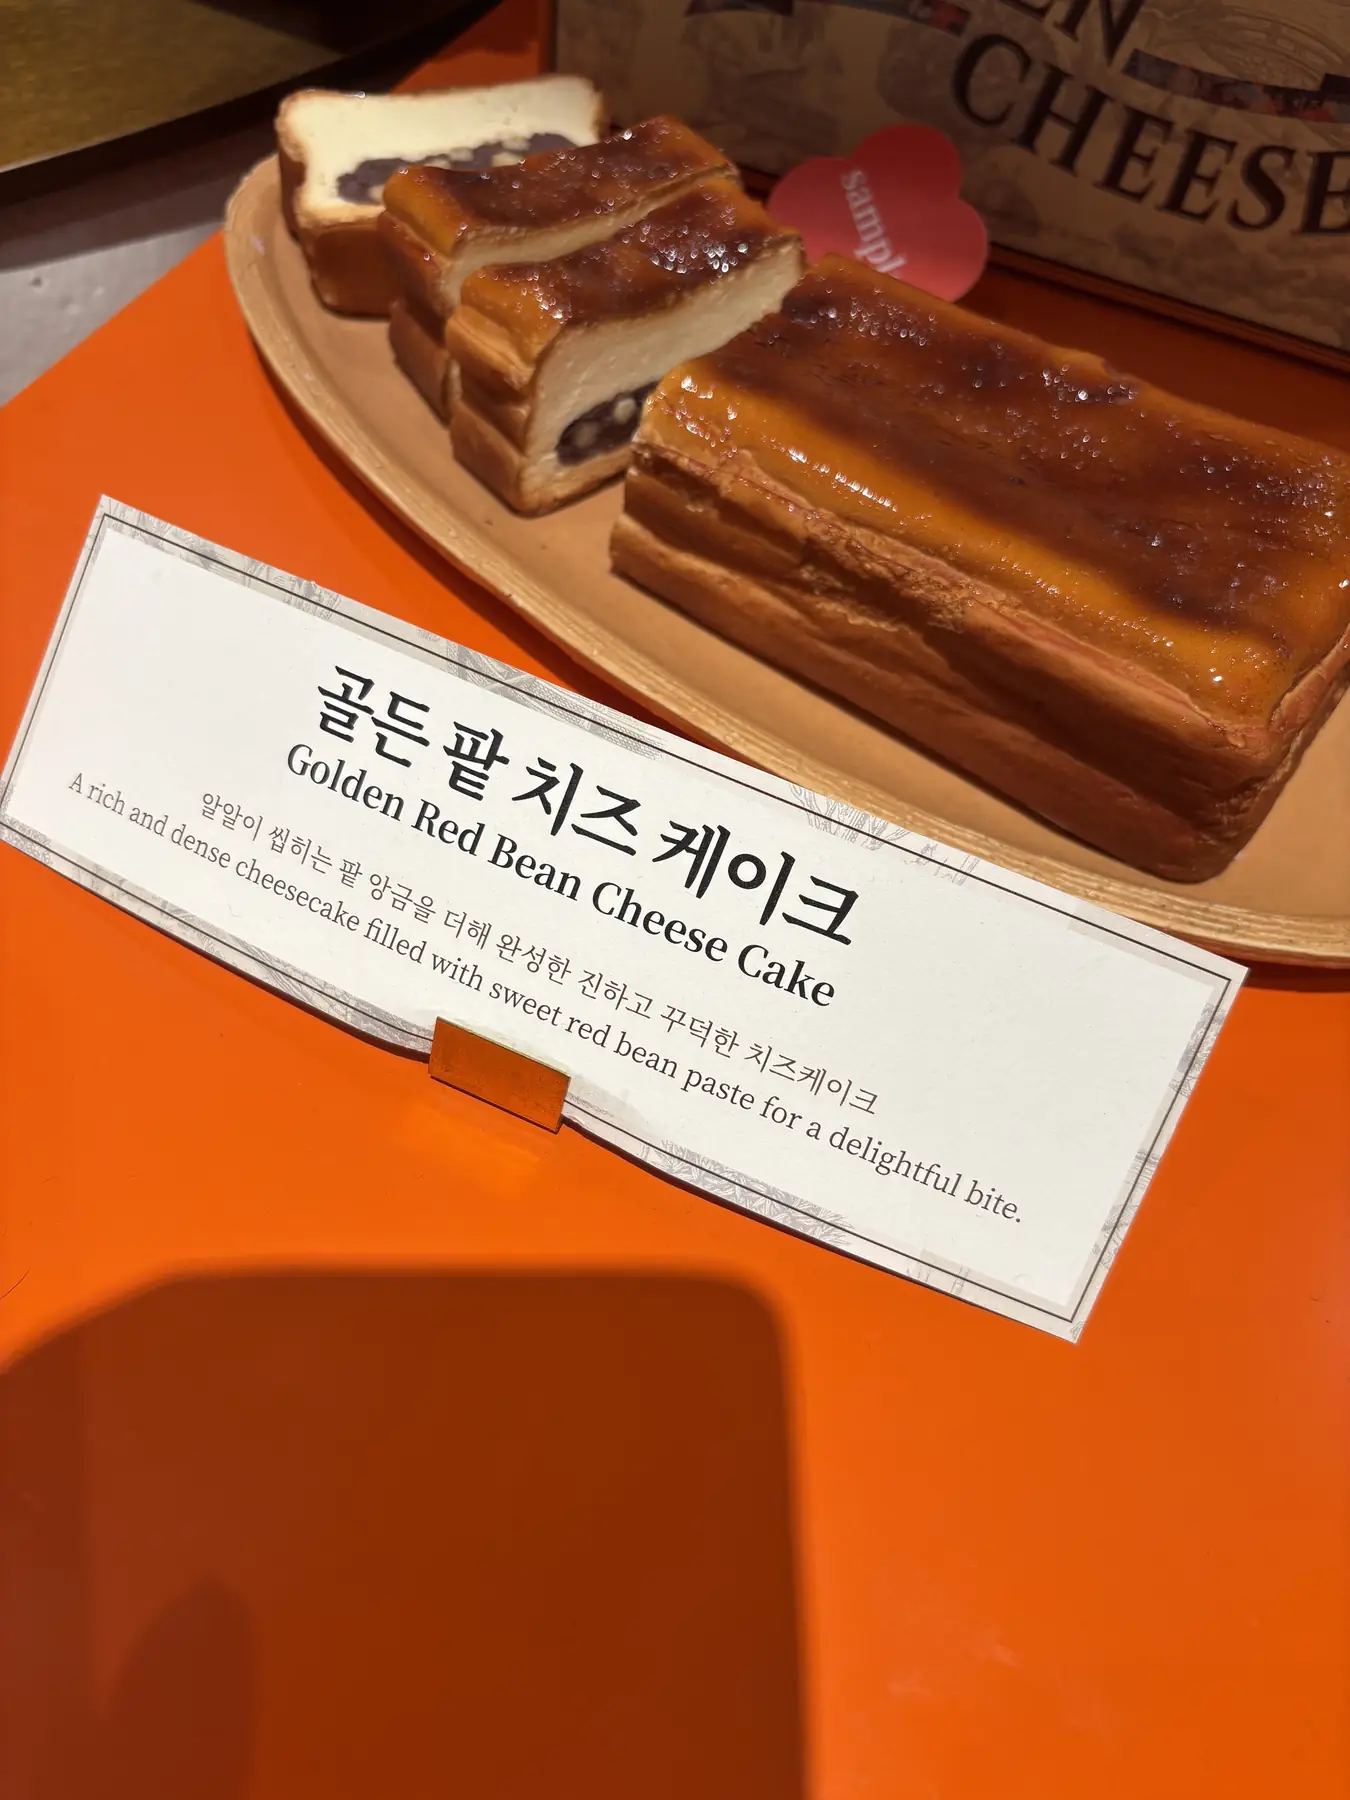 CHEESE
골든 팥 치즈 케이크
Golden Red Bean Cheese Cake
알알이 씹히는 팥 앙금을 더해 완성한 진하고 꾸덕한 치즈케이크
A rich and dense cheesecake filled with sweet red bean paste for a delightful bite.